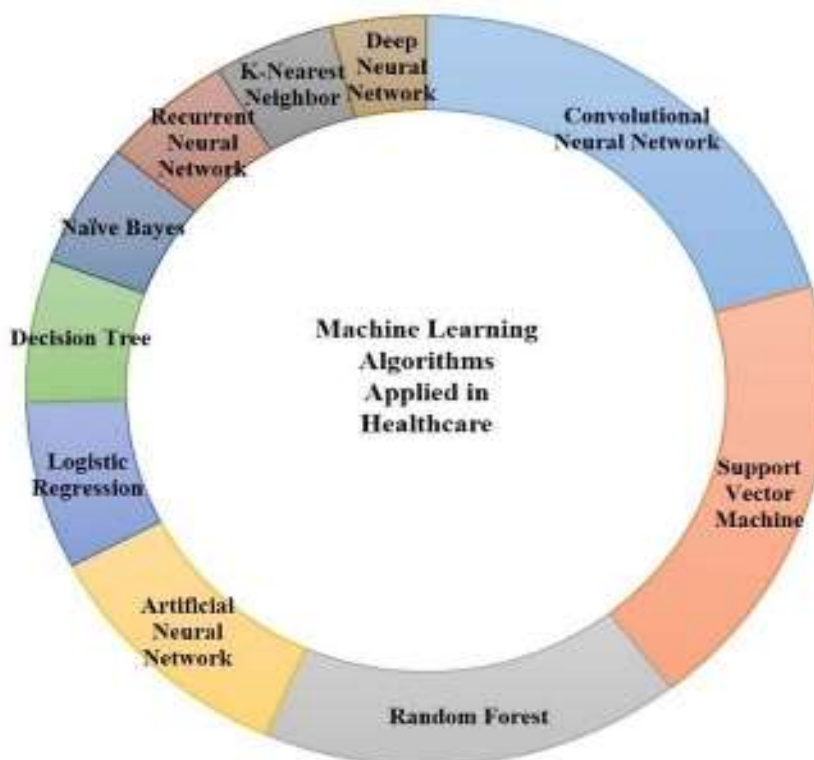 Deep
Neural
Network
Convolutional
Neural Network
K-Nearest
Neighbor
Recurrent
Neural
Network
Naïve Bayes
Decision Tree
Logistic
Regression
Artificial
Neural
Network
Random Forest
Support
Vector
Machine
Machine Learning
Algorithms
Applied in
Healthcare